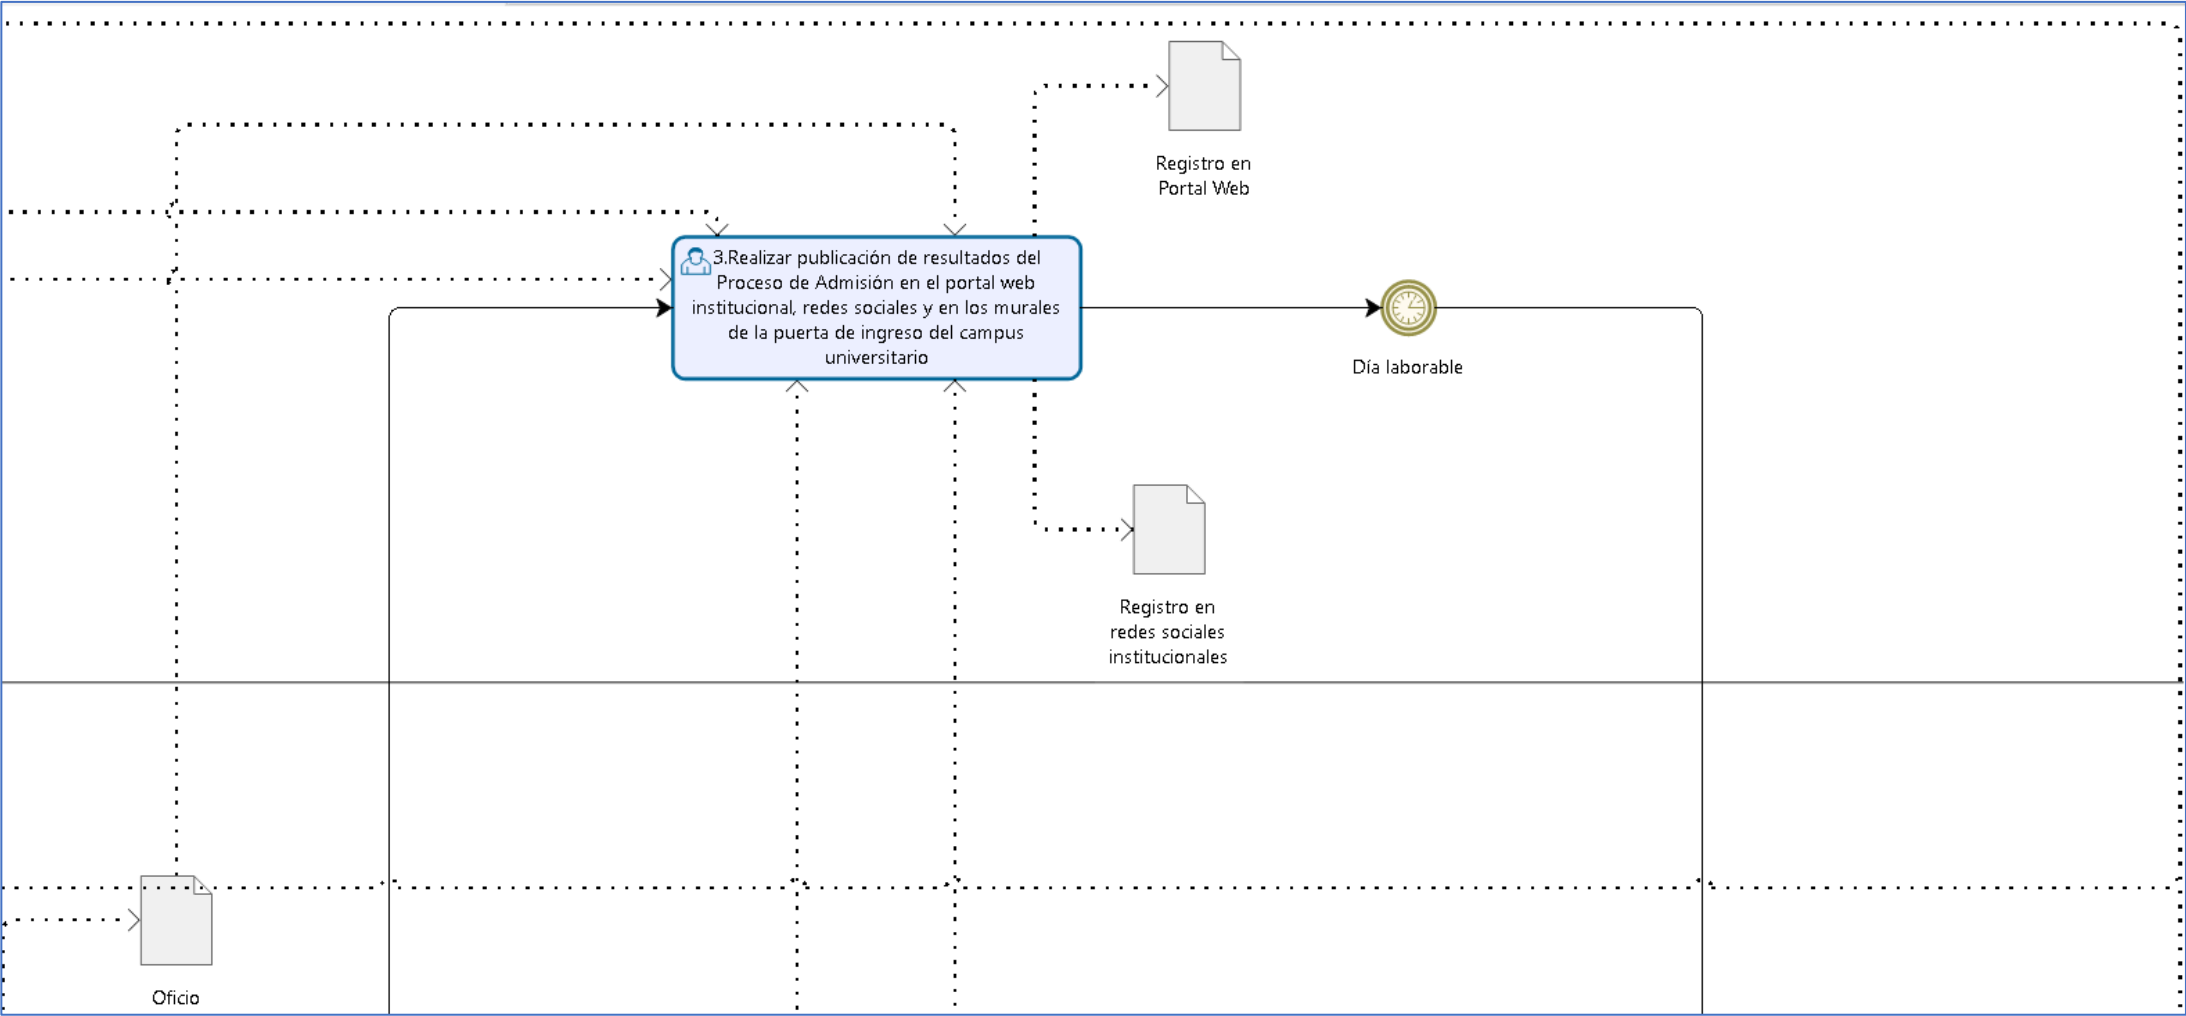 Registro en
Portal Web
3.Realizar publicación de resultados del
Proceso de Admisión en el portal web
institucional, redes sociales y en los murales
de la puerta de ingreso del campus
universitario
Día laborable
Registro en
redes sociales
institucionales
Oficio